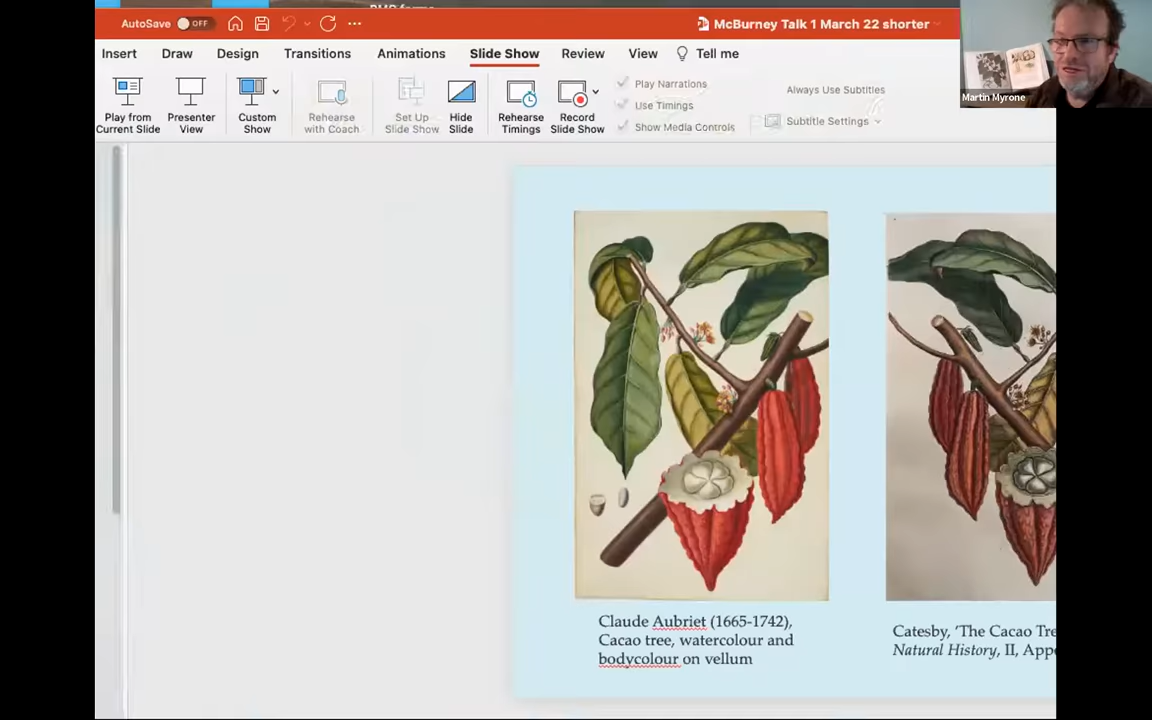 AutoSave OFF
McBurney Talk 1 March 22 shorter
Insert Draw Design Transitions Animations Slide Show Review View Tell me
Play from
Current Slide
Presenter
View
Custom
Show
Rehearse
with Coach
Set Up
Slide Show
Hide
Slide
Rehearse
Timings
Record
Slide Show
Play Narrations
Use Timings
Show Media Controls
Always Use Subtitles
Subtitle Settings
Martin Myrone
Claude Aubriet (1665-1742),
Cacao tree, watercolour and
bodycolour on vellum
Catesby, ‘The Cacao Tre
Natural History, II, Appe